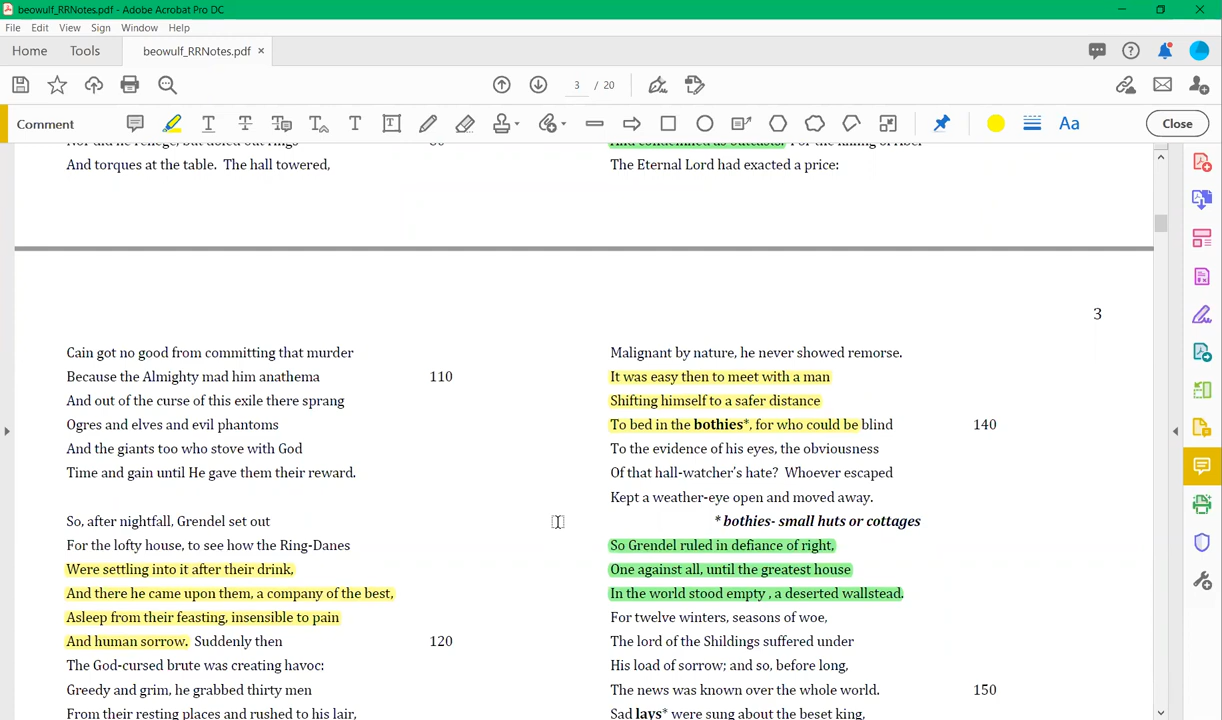 beowulf_RRNotes.pdf - Adobe Acrobat Pro DC
File Edit View Sign Window Help
Home Tools beowulf_RRNotes.pdf ×
3 / 20
Comment
Aa
Close
And torques at the table. The hall towered,
And condemned as outcasts. For the killing of Abel
The Eternal Lord had exacted a price:
3
Cain got no good from committing that murder
Because the Almighty mad him anathema 110
And out of the curse of this exile there sprang
Ogres and elves and evil phantoms
And the giants too who stove with God
Time and gain until He gave them their reward.
So, after nightfall, Grendel set out
For the lofty house, to see how the Ring-Danes
Were settling into it after their drink,
And there he came upon them, a company of the best,
Asleep from their feasting, insensible to pain
And human sorrow. Suddenly then 120
The God-cursed brute was creating havoc:
Greedy and grim, he grabbed thirty men
From their resting places and rushed to his lair,
Malignant by nature, he never showed remorse.
It was easy then to meet with a man
Shifting himself to a safer distance
To bed in the bothies*, for who could be blind 140
To the evidence of his eyes, the obviousness
Of that hall-watcher's hate? Whoever escaped
Kept a weather-eye open and moved away.
* bothies- small huts or cottages
So Grendel ruled in defiance of right,
One against all, until the greatest house
In the world stood empty , a deserted wallstead.
For twelve winters, seasons of woe,
The lord of the Shildings suffered under
His load of sorrow; and so, before long,
The news was known over the whole world. 150
Sad lays* were sung about the beset king,